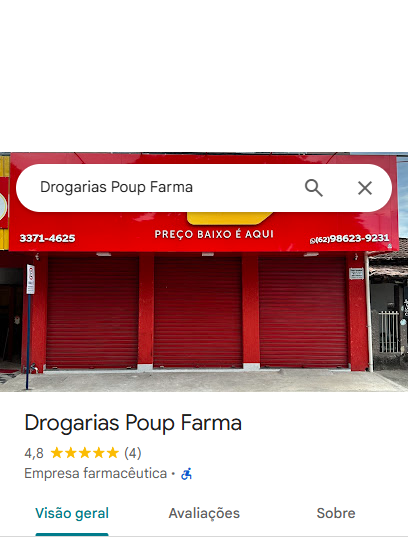 Drogarias Poup Farma
3371-4625
PREÇO BAIXO É AQUI
(62)98623-9231
Drogarias Poup Farma
4,8 (4)
Empresa farmacêutica ·
Visão geral
Avaliações
Sobre